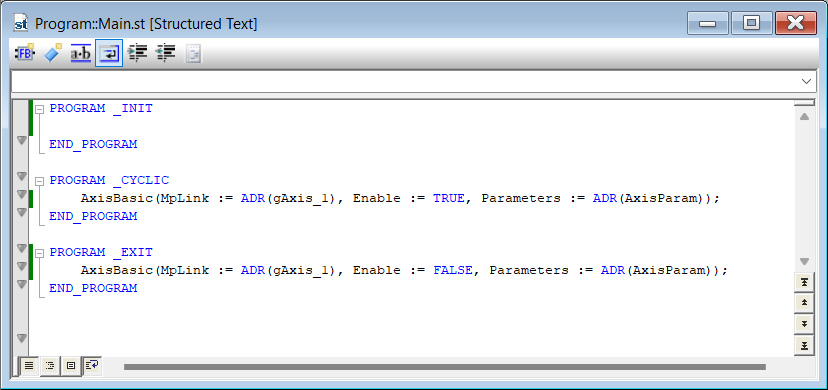 st Program::Main.st [Structured Text]
FB a·b
PROGRAM _INIT
END_PROGRAM
PROGRAM _CYCLIC
AxisBasic(MpLink := ADR(gAxis_1), Enable := TRUE, Parameters := ADR(AxisParam));
END_PROGRAM
PROGRAM _EXIT
AxisBasic(MpLink := ADR(gAxis_1), Enable := FALSE, Parameters := ADR(AxisParam));
END_PROGRAM